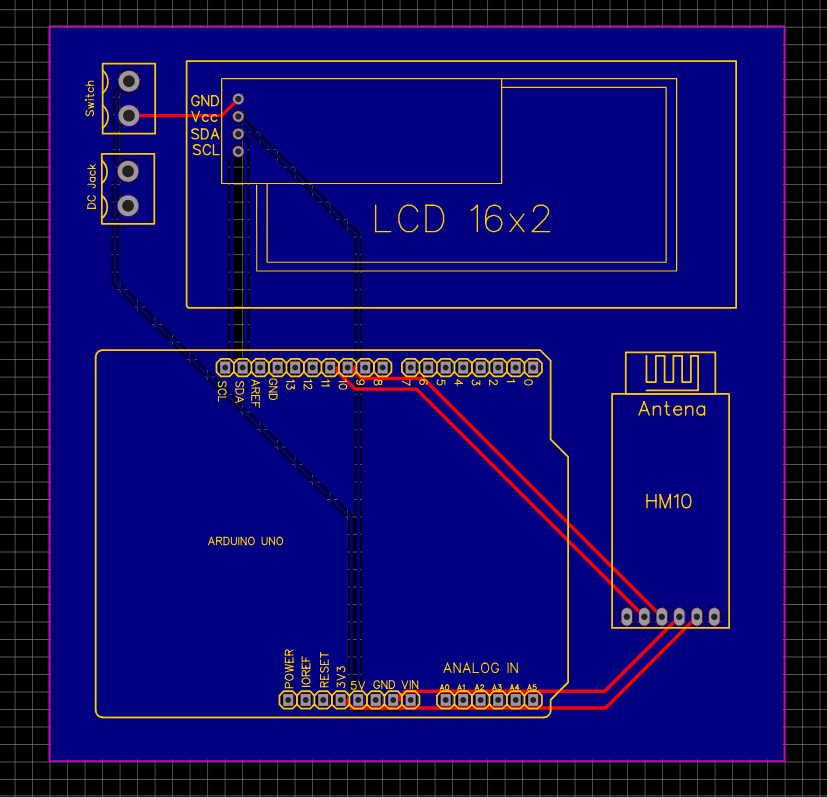 Switch
DC Jack
GND
Vcc
SDA
SCL
LCD 16x2
SCL
SDA
AREF
GND
13
12
11
10
9
8
7
6
5
4
3
2
1
0
Antena
HM10
ARDUINO UNO
POWER
IOREF
RESET
3V3
5V
GND
VIN
ANALOG IN
A0
A1
A2
A3
A4
A5